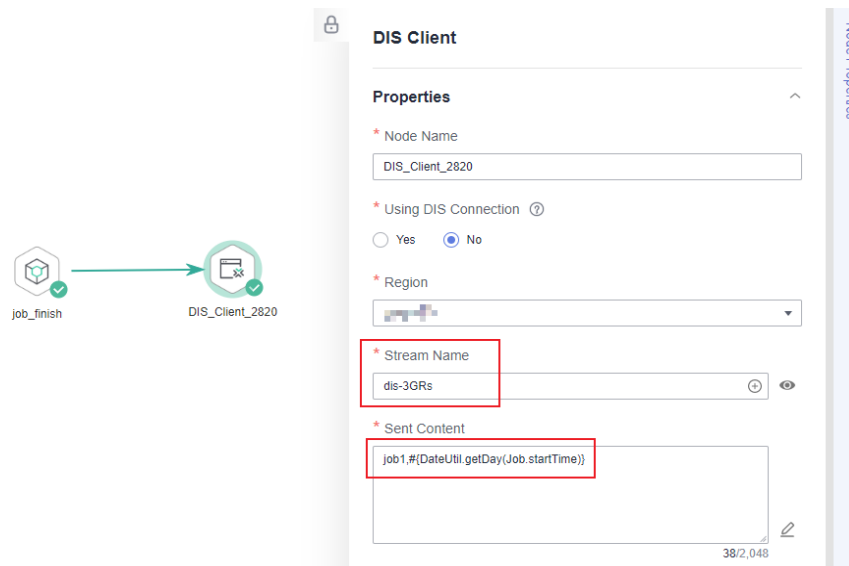 DIS Client
Properties
* Node Name
DIS_Client_2820
* Using DIS Connection
Yes No
* Region
* Stream Name
dis-3GRs
* Sent Content
job1,#{DateUtil.getDay(Job.startTime)}
38/2,048
job_finish
DIS_Client_2820